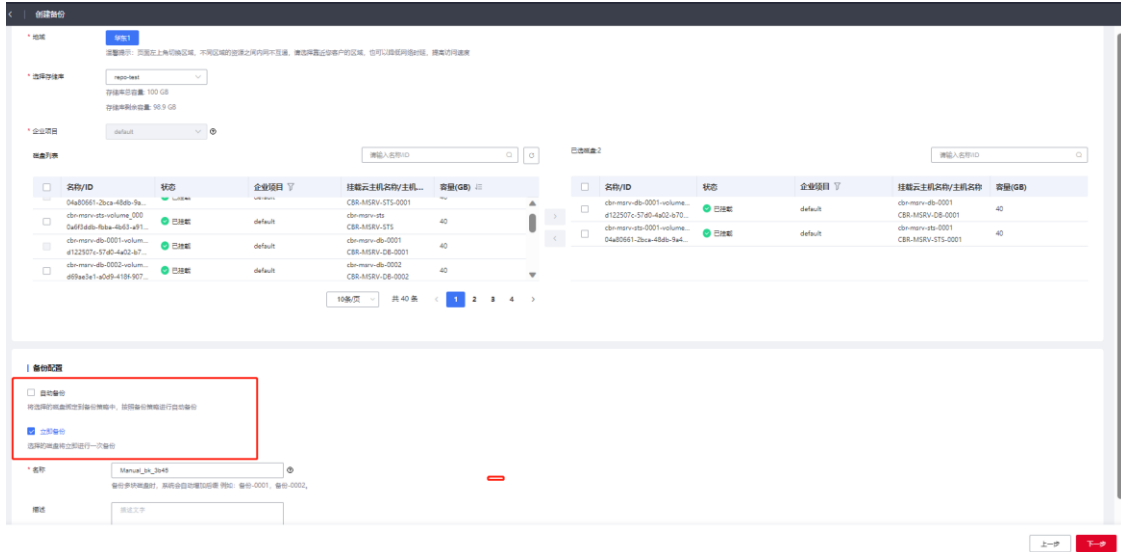 创建备份
* 地域
华东1
温馨提示：页面左上角切换区域，不同区域的资源之间内网不互通，请选择靠近您客户的区域，也可以降低网络时延、提高访问速度
* 选择存储库
repo-test
存储库总容量: 100 GB
存储库剩余容量: 98.9 GB
* 企业项目
default
磁盘列表
请输入名称/ID
已选磁盘:2
请输入名称/ID
名称/ID 状态 企业项目 挂载云主机名称/主机... 容量(GB)
04a80661-2bca-48db-9a... 已挂载 default CBR-MSRV-STS-0001 40
cbr-msrv-sts-volume_000 cbr-msrv-sts
0a6f3ddb-fbba-4b63-a91... 已挂载 default CBR-MSRV-STS 40
cbr-msrv-db-0001-volum... cbr-msrv-db-0001
d122507c-57d0-4a02-b7... 已挂载 default CBR-MSRV-DB-0001 40
cbr-msrv-db-0002-volum... cbr-msrv-db-0002
d69ae3e1-a0d9-418f-907... 已挂载 default CBR-MSRV-DB-0002 40
10条/页 共 40 条 1 2 3 4
名称/ID 状态 企业项目 挂载云主机名称/主机名称 容量(GB)
cbr-msrv-db-0001-volume... cbr-msrv-db-0001
d122507c-57d0-4a02-b70... 已挂载 default CBR-MSRV-DB-0001 40
cbr-msrv-sts-0001-volume... cbr-msrv-sts-0001
04a80661-2bca-48db-9a4... 已挂载 default CBR-MSRV-STS-0001 40
备份配置
自动备份
将选择的磁盘绑定到备份策略中，按照备份策略进行自动备份
立即备份
选择的磁盘将立即进行一次备份
* 名称
Manual_bk_3b48
备份多块磁盘时，系统会自动增加后缀 例如：备份-0001，备份-0002。
描述
描述文字
上一步
下一步